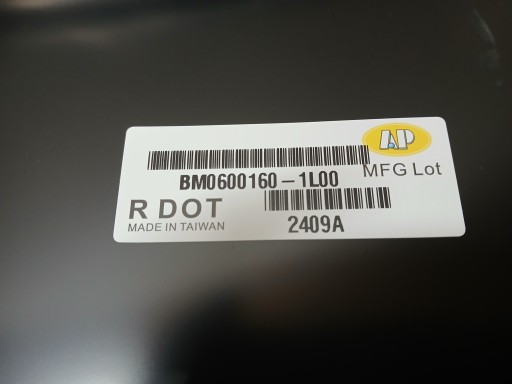 AP
MFG Lot
BM0600160-1L00
R DOT
MADE IN TAIWAN
2409A